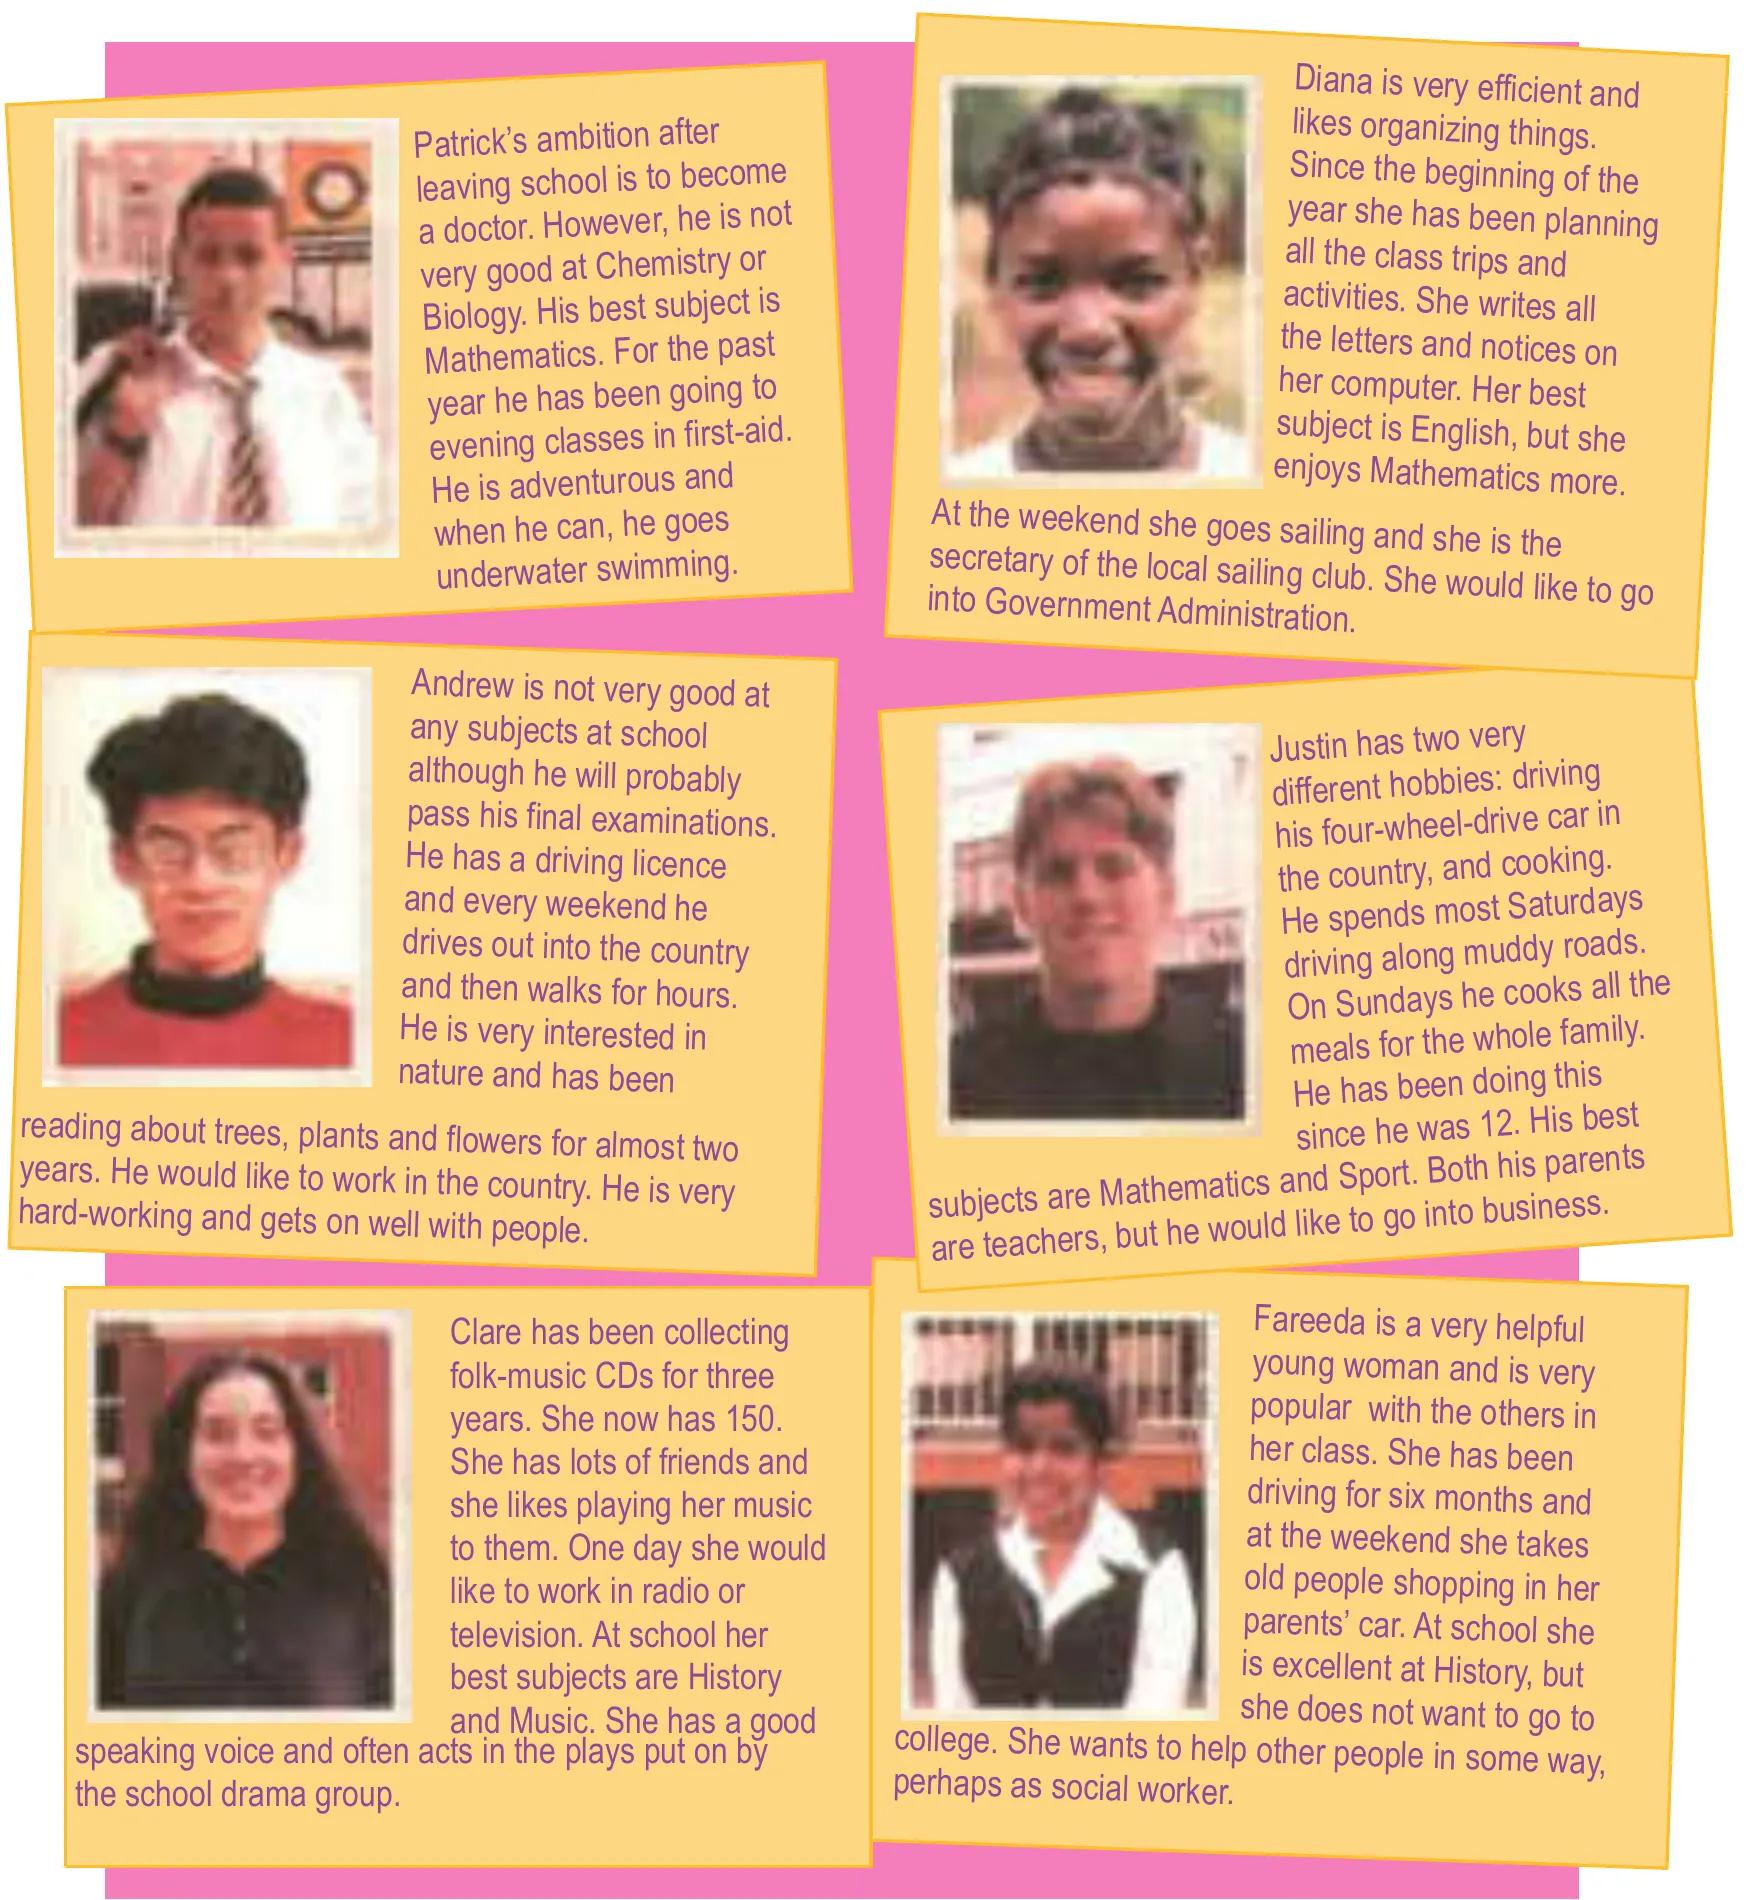 Patrick’s ambition after
leaving school is to become
a doctor. However, he is not
very good at Chemistry or
Biology. His best subject is
Mathematics. For the past
year he has been going to
evening classes in first-aid.
He is adventurous and
when he can, he goes
underwater swimming.
Diana is very efficient and
likes organizing things.
Since the beginning of the
year she has been planning
all the class trips and
activities. She writes all
the letters and notices on
her computer. Her best
subject is English, but she
enjoys Mathematics more.
At the weekend she goes sailing and she is the
secretary of the local sailing club. She would like to go
into Government Administration.
Andrew is not very good at
any subjects at school
although he will probably
pass his final examinations.
He has a driving licence
and every weekend he
drives out into the country
and then walks for hours.
He is very interested in
nature and has been
reading about trees, plants and flowers for almost two
years. He would like to work in the country. He is very
hard-working and gets on well with people.
Justin has two very
different hobbies: driving
his four-wheel-drive car in
the country, and cooking.
He spends most Saturdays
driving along muddy roads.
On Sundays he cooks all the
meals for the whole family.
He has been doing this
since he was 12. His best
subjects are Mathematics and Sport. Both his parents
are teachers, but he would like to go into business.
Clare has been collecting
folk-music CDs for three
years. She now has 150.
She has lots of friends and
she likes playing her music
to them. One day she would
like to work in radio or
television. At school her
best subjects are History
and Music. She has a good
speaking voice and often acts in the plays put on by
the school drama group.
Fareeda is a very helpful
young woman and is very
popular with the others in
her class. She has been
driving for six months and
at the weekend she takes
old people shopping in her
parents’ car. At school she
is excellent at History, but
she does not want to go to
college. She wants to help other people in some way,
perhaps as social worker.